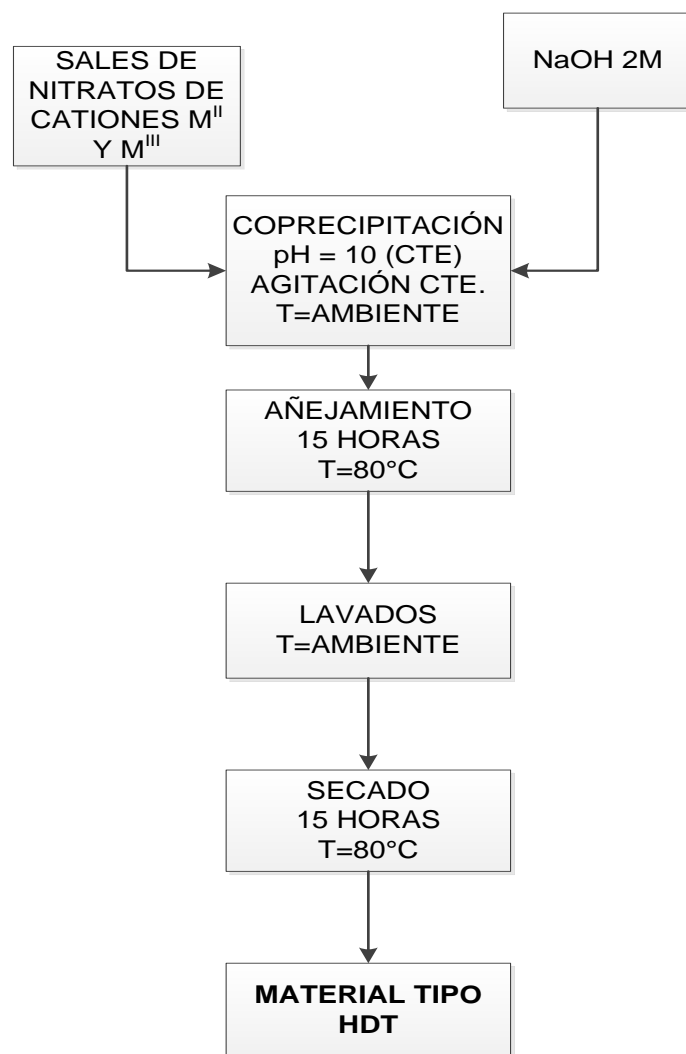 SALES DE
NITRATOS DE
CATIONES M^II
Y M^III
NaOH 2M
COPRECIPITACIÓN
pH = 10 (CTE)
AGITACIÓN CTE.
T=AMBIENTE
AÑEJAMIENTO
15 HORAS
T=80°C
LAVADOS
T=AMBIENTE
SECADO
15 HORAS
T=80°C
MATERIAL TIPO
HDT